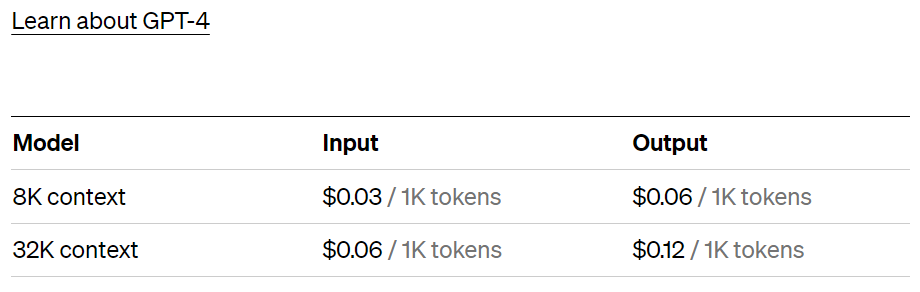 Learn about GPT-4
Model Input Output
8K context $0.03 / 1K tokens $0.06 / 1K tokens
32K context $0.06 / 1K tokens $0.12 / 1K tokens